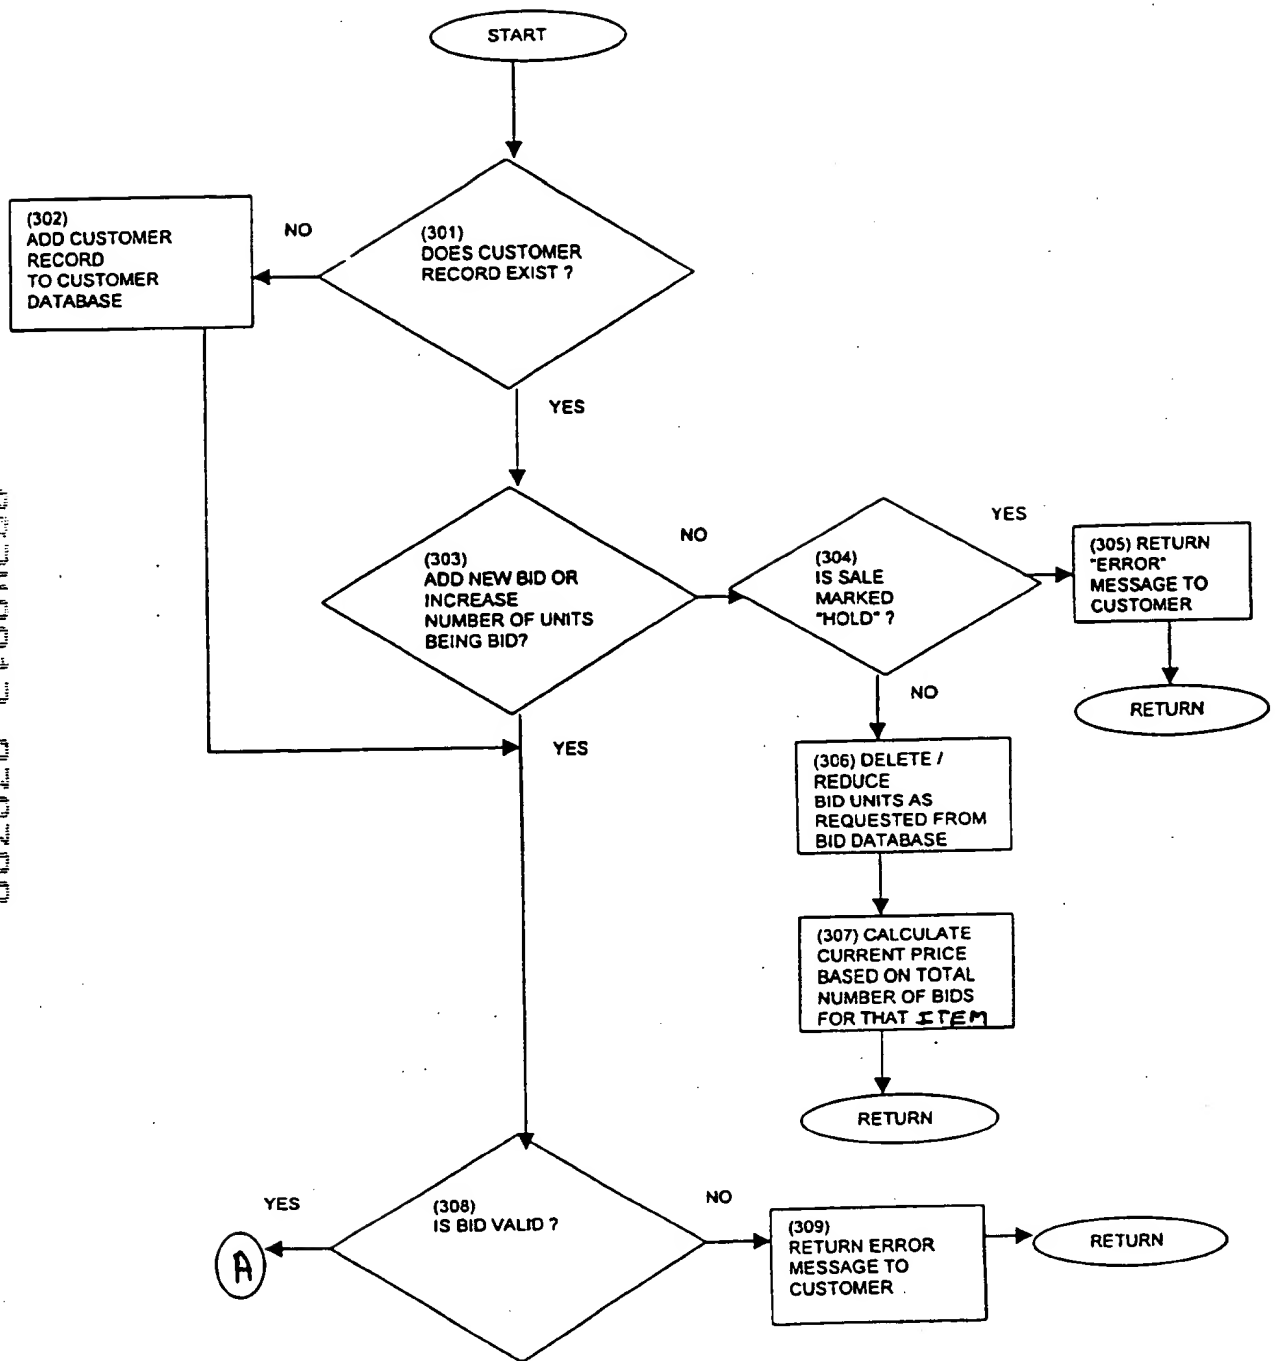 START
(302)
ADD CUSTOMER
RECORD
TO CUSTOMER
DATABASE
NO
(301)
DOES CUSTOMER
RECORD EXIST ?
YES
(303)
ADD NEW BID OR
INCREASE
NUMBER OF UNITS
BEING BID?
NO
(304)
IS SALE
MARKED
"HOLD" ?
YES
(305) RETURN
"ERROR"
MESSAGE TO
CUSTOMER
RETURN
NO
YES
(306) DELETE /
REDUCE
BID UNITS AS
REQUESTED FROM
BID DATABASE
(307) CALCULATE
CURRENT PRICE
BASED ON TOTAL
NUMBER OF BIDS
FOR THAT ITEM
RETURN
YES
(308)
IS BID VALID ?
NO
(309)
RETURN ERROR
MESSAGE TO
CUSTOMER
RETURN
A